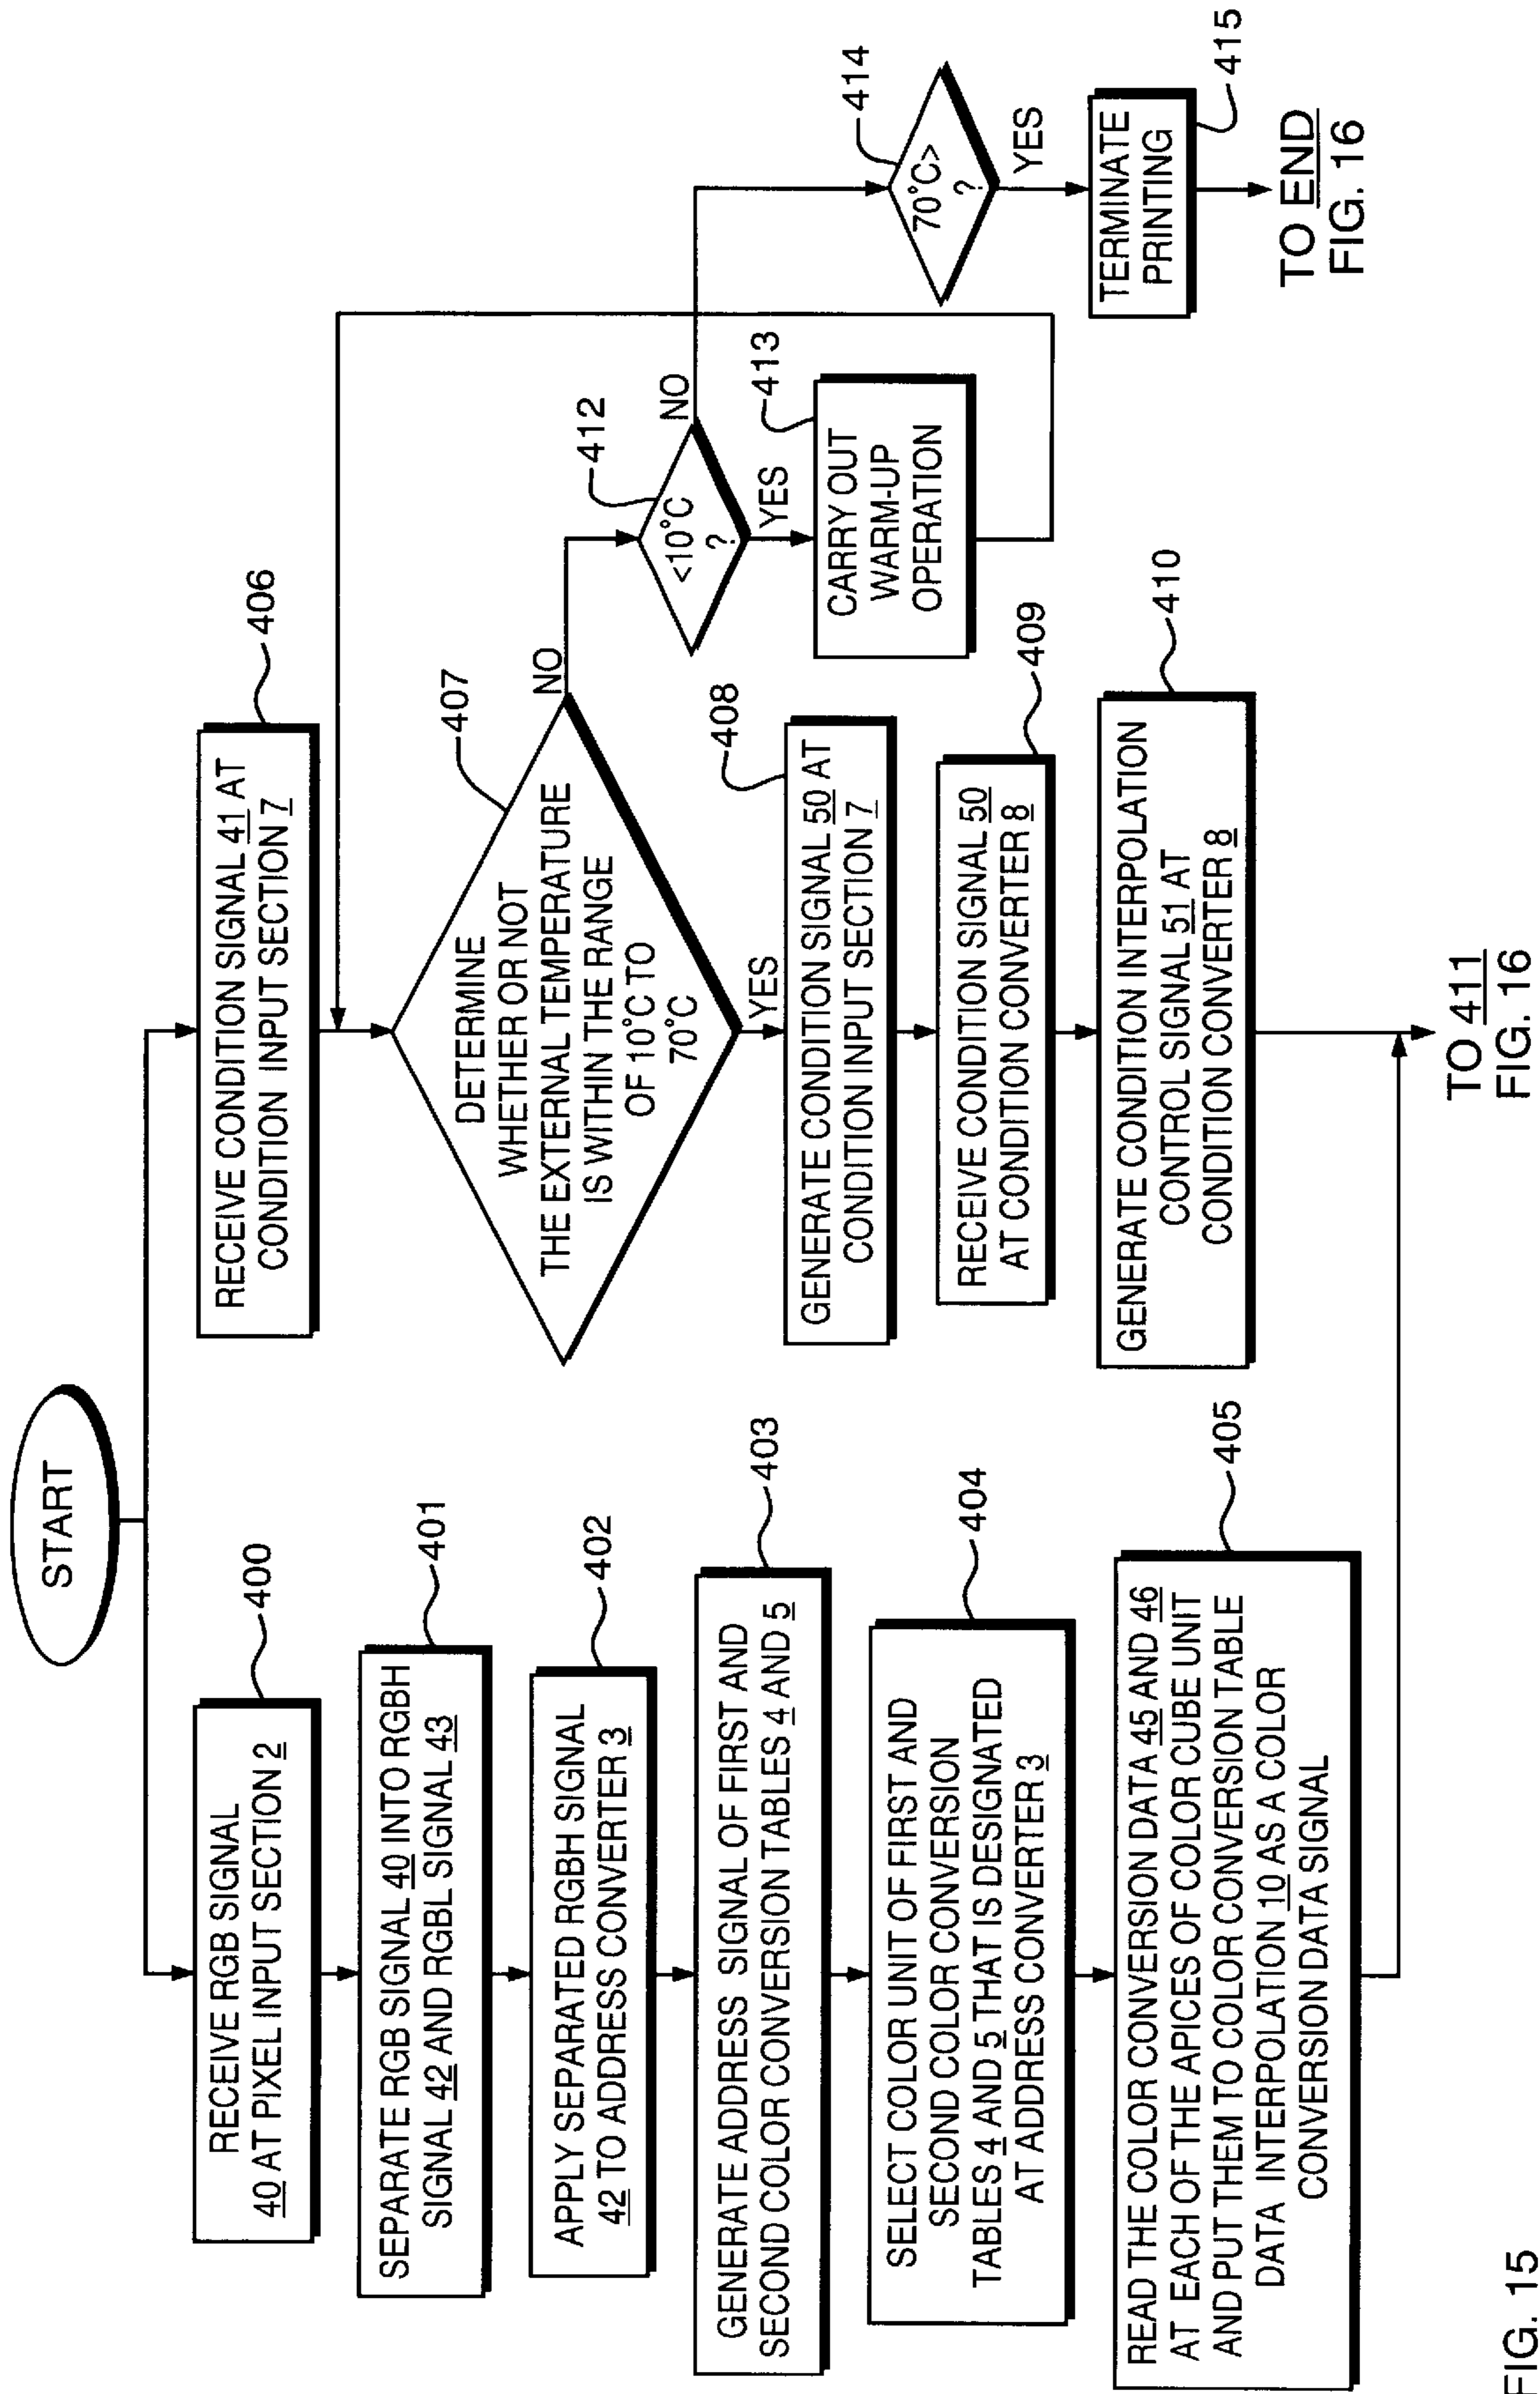 START
RECEIVE RGB SIGNAL
40 AT PIXEL INPUT SECTION 2
400
SEPARATE RGB SIGNAL 40 INTO RGBH
SIGNAL 42 AND RGBL SIGNAL 43
401
APPLY SEPARATED RGBH SIGNAL
42 TO ADDRESS CONVERTER 3
402
GENERATE ADDRESS SIGNAL OF FIRST AND
SECOND COLOR CONVERSION TABLES 4 AND 5
403
SELECT COLOR UNIT OF FIRST AND
SECOND COLOR CONVERSION
TABLES 4 AND 5 THAT IS DESIGNATED
AT ADDRESS CONVERTER 3
404
READ THE COLOR CONVERSION DATA 45 AND 46
AT EACH OF THE APICES OF COLOR CUBE UNIT
AND PUT THEM TO COLOR CONVERSION TABLE
DATA INTERPOLATION 10 AS A COLOR
CONVERSION DATA SIGNAL
405
RECEIVE CONDITION SIGNAL 41 AT
CONDITION INPUT SECTION 7
406
DETERMINE
WHETHER OR NOT
THE EXTERNAL TEMPERATURE
IS WITHIN THE RANGE
OF 10°C TO
70°C
407
NO
YES
GENERATE CONDITION SIGNAL 50 AT
CONDITION INPUT SECTION 7
408
RECEIVE CONDITION SIGNAL 50
AT CONDITION CONVERTER 8
409
GENERATE CONDITION INTERPOLATION
CONTROL SIGNAL 51 AT
CONDITION CONVERTER 8
410
TO 411
FIG. 16
<10°C
?
412
NO
YES
CARRY OUT
WARM-UP
OPERATION
413
70°C>
?
414
YES
TERMINATE
PRINTING
415
TO END
FIG. 16
FIG. 15